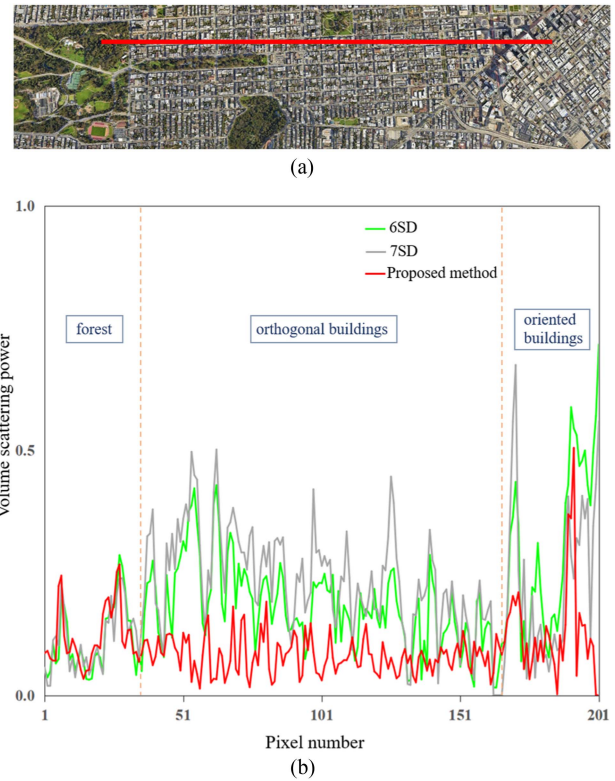 (a)
1.0
6SD
7SD
Proposed method
forest
orthogonal buildings
oriented
buildings
Volume scattering power
0.5
0.0
1
51
101
151
201
Pixel number
(b)